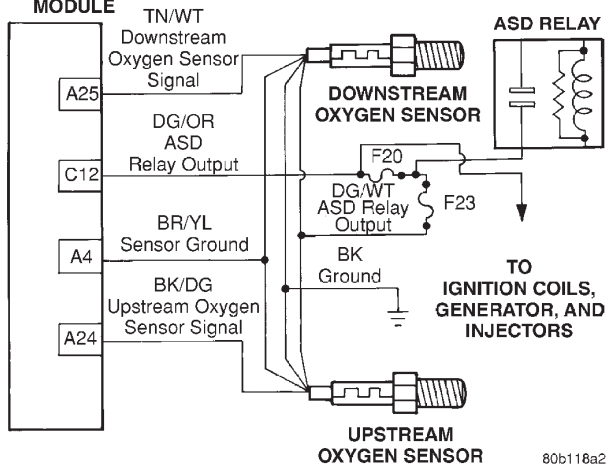 MODULE
TN/WT
Downstream
Oxygen Sensor
Signal
A25
DG/OR
ASD
Relay Output
C12
BR/YL
Sensor Ground
A4
BK/DG
Upstream Oxygen
Sensor Signal
A24
DOWNSTREAM
OXYGEN SENSOR
ASD RELAY
F20
DG/WT
ASD Relay
Output
F23
BK
Ground
TO
IGNITION COILS,
GENERATOR, AND
INJECTORS
UPSTREAM
OXYGEN SENSOR
80b118a2